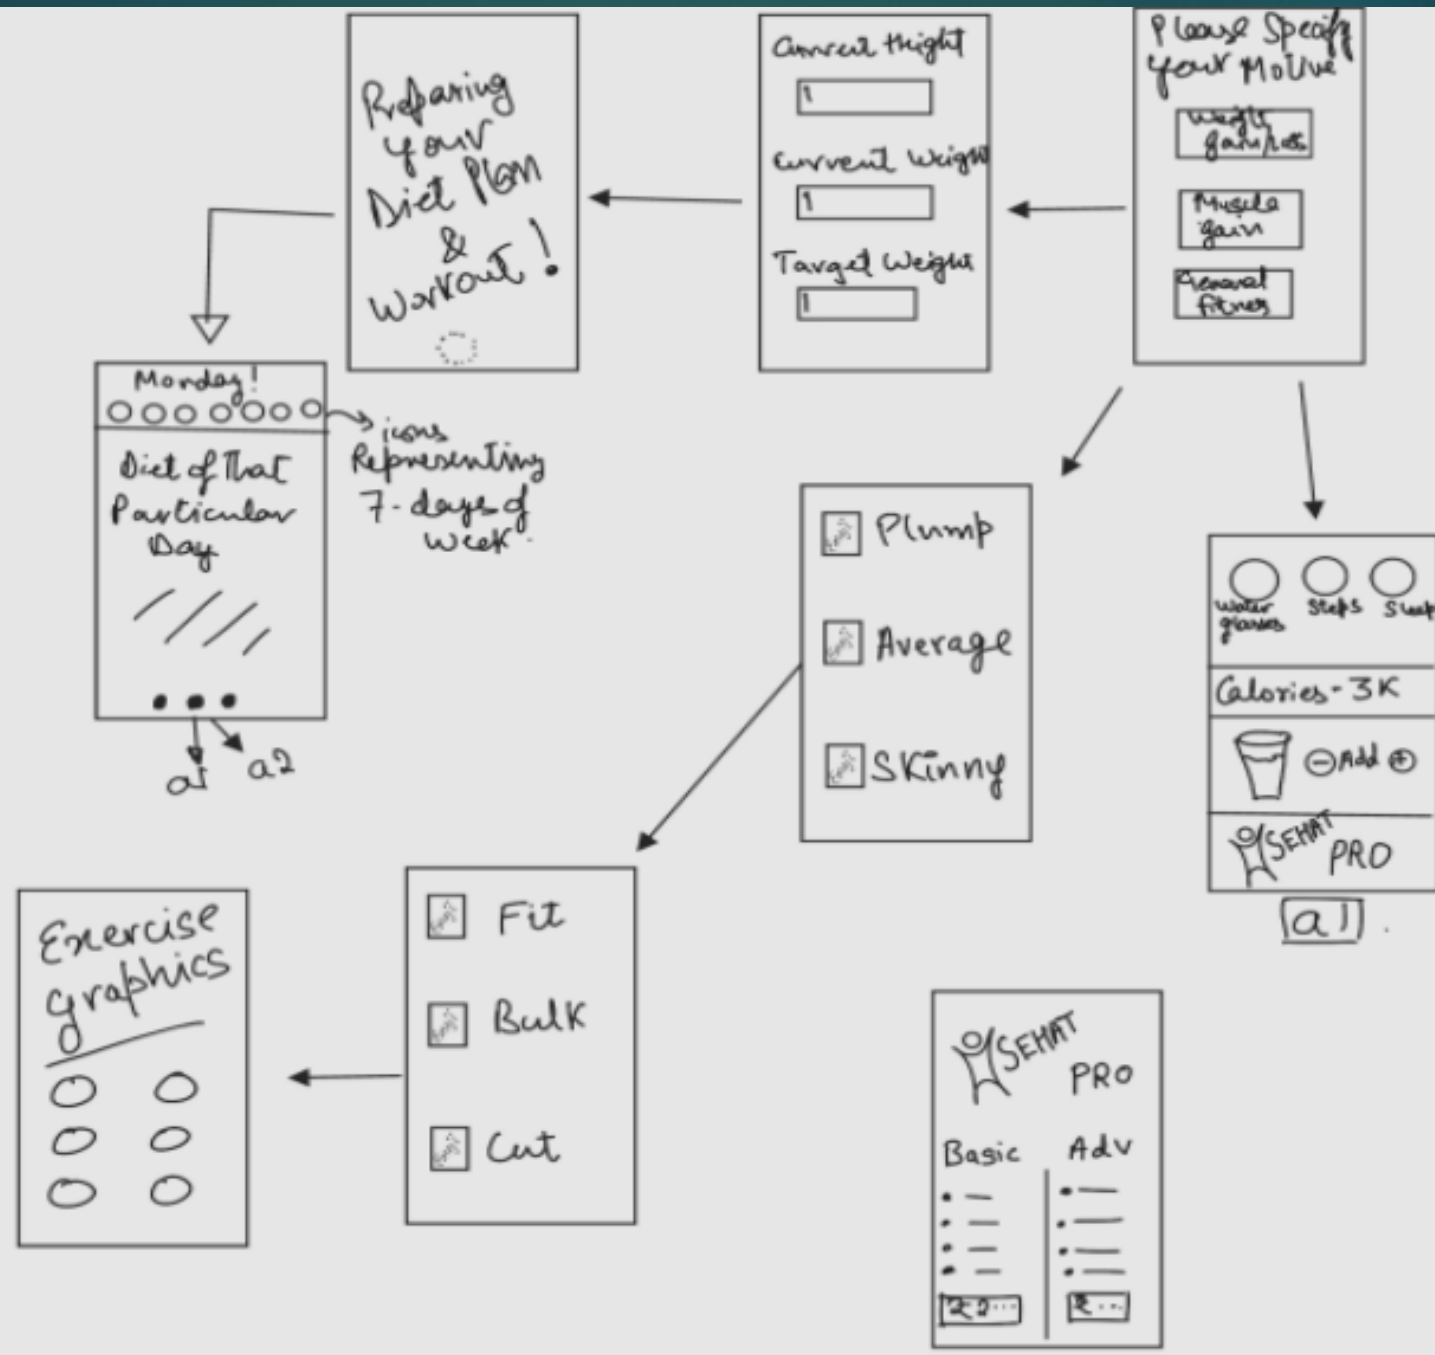 Please Specify
your Motive
Weight
gain/loss
Muscle
gain
General
fitness
Current Height
Current Weight
Target Weight
Preparing
your
Diet Plan
&
Workout!
Monday!
Diet of That
Particular
Day
icons
Representing
7-days of
week.
a1
a2
Plump
Average
Skinny
Water
glasses
Steps
Sleep
Calories - 3K
Add
SEHAT
PRO
a1
Fit
Bulk
Cut
Exercise
graphics
SEHAT
PRO
Basic
Adv